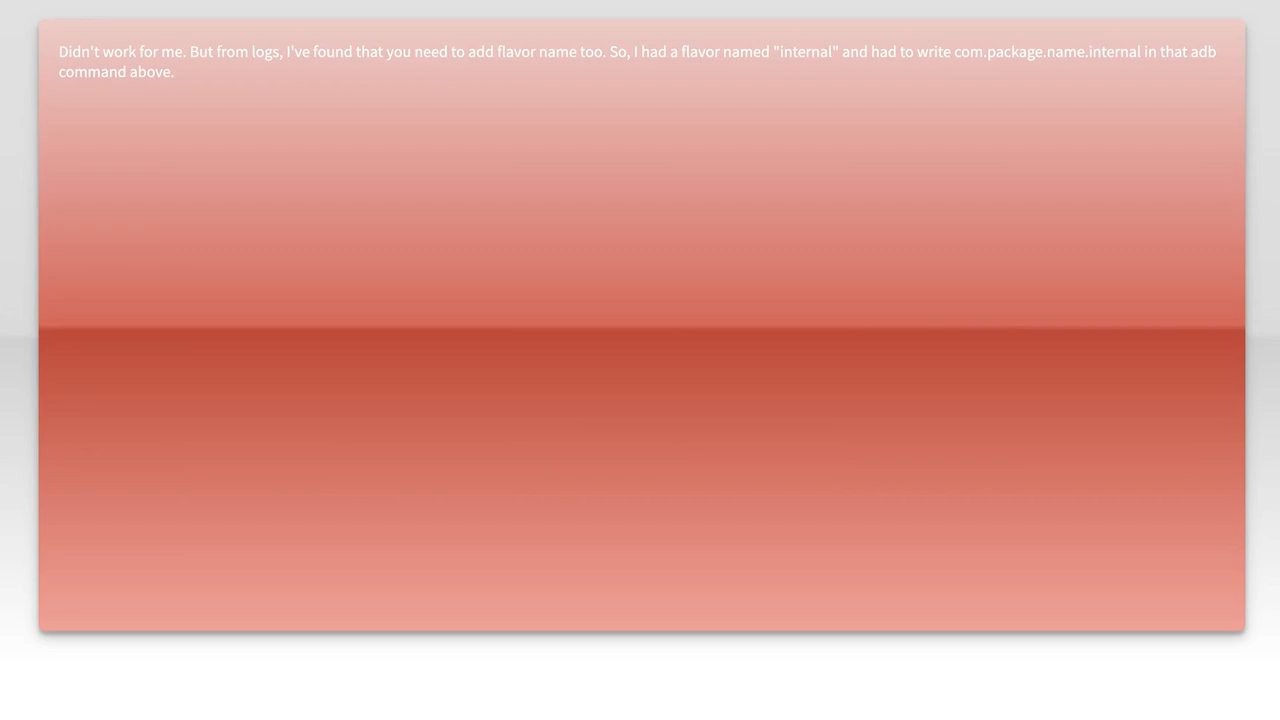 Didn't work for me. But from logs, I've found that you need to add flavor name too. So, I had a flavor named "internal" and had to write com.package.name.internal in that adb
command above.